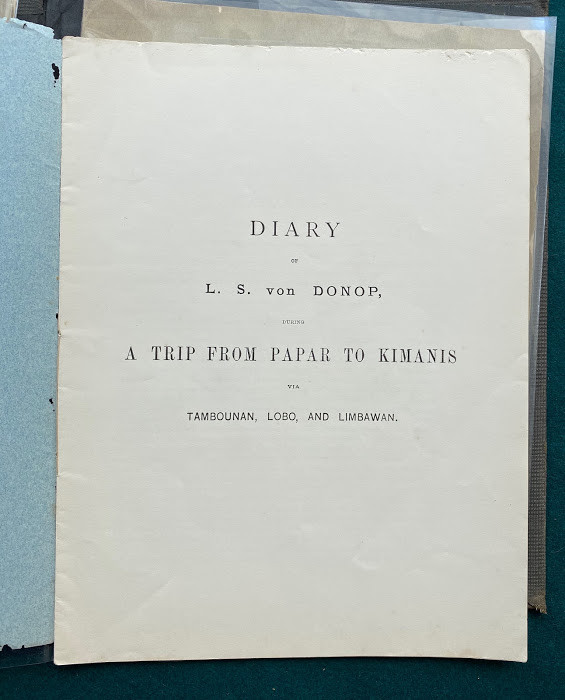 DIARY
OF
L. S. von DONOP,
DURING
A TRIP FROM PAPAR TO KIMANIS
VIA
TAMBOUNAN, LOBO, AND LIMBAWAN.